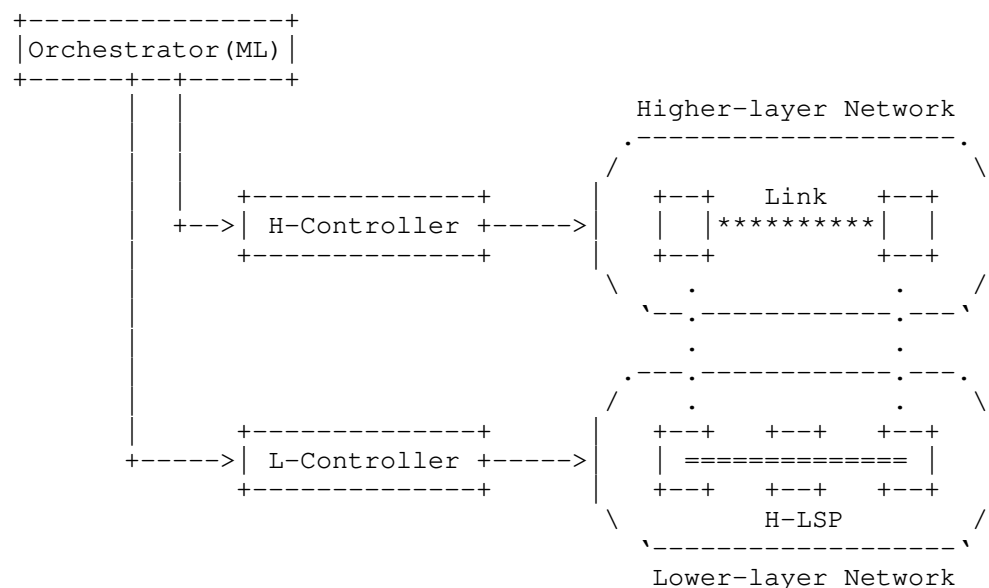 Orchestrator(ML)
Higher-layer Network
Link
H-Controller
L-Controller
H-LSP
Lower-layer Network